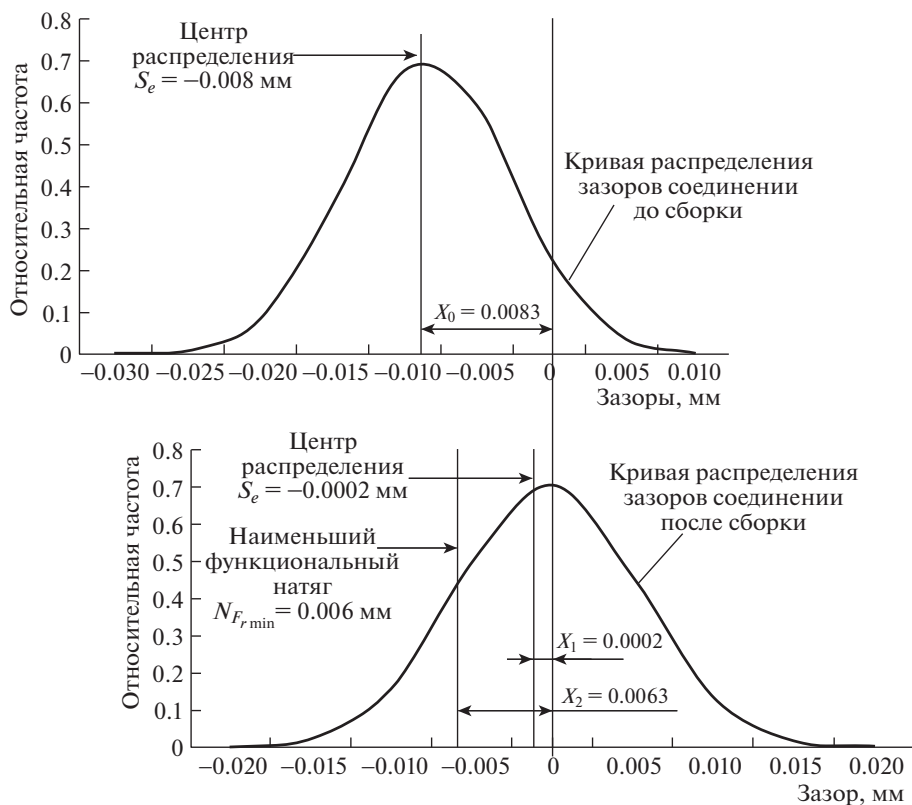 Центр
распределения
S_e = −0.008 мм
Относительная частота
0.8
0.7
0.6
0.5
0.4
0.3
0.2
0.1
0
Кривая распределения
зазоров соединении
до сборки
X_0 = 0.0083
−0.030 −0.025 −0.020 −0.015 −0.010 −0.005 0 0.005 0.010
Зазоры, мм
Относительная частота
0.8
0.7
0.6
0.5
0.4
0.3
0.2
0.1
0
Центр
распределения
S_e = −0.0002 мм
Наименьший
функциональный
натяг
N_{F_{r min}} = 0.006 мм
Кривая распределения
зазоров соединении
после сборки
X_1 = 0.0002
X_2 = 0.0063
−0.020 −0.015 −0.010 −0.005 0 0.005 0.010 0.015 0.020
Зазор, мм